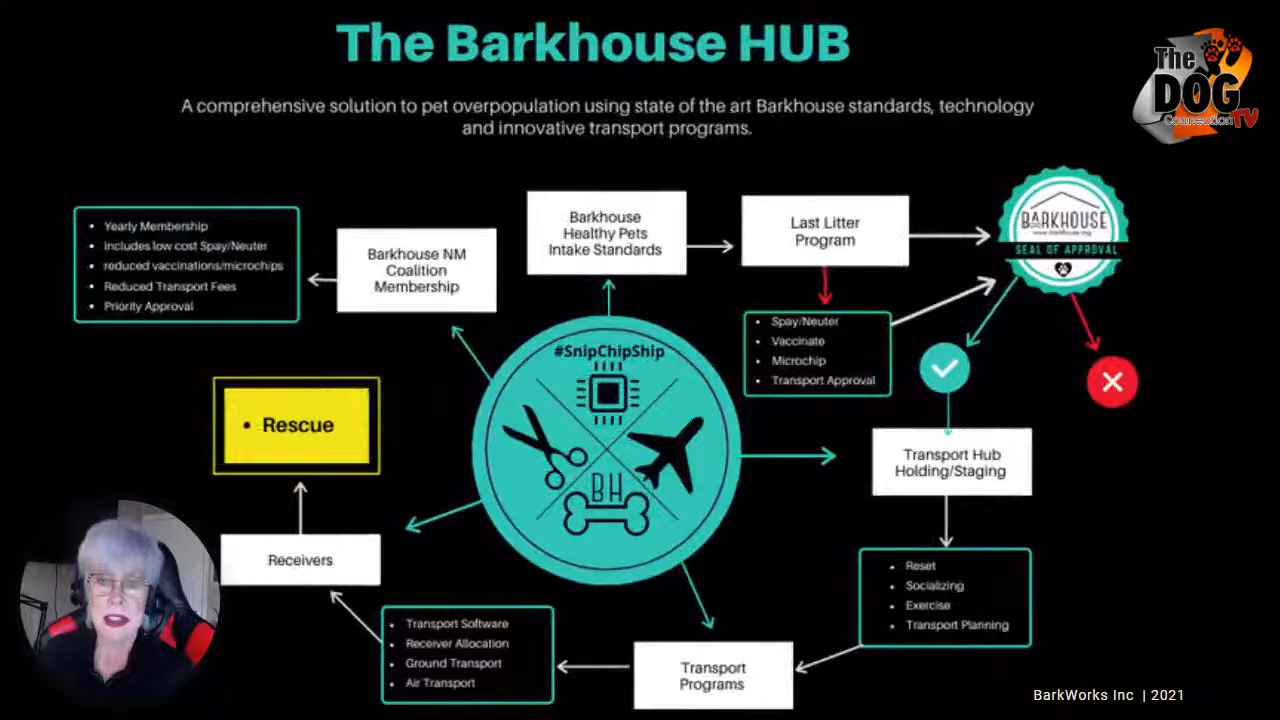 The Barkhouse HUB
A comprehensive solution to pet overpopulation using state of the art Barkhouse standards, technology
and innovative transport programs.
The
DOG
Connection TV
Yearly Membership
Includes low cost Spay/Neuter
reduced vaccinations/microchips
Reduced Transport Fees
Priority Approval
Barkhouse NM
Coalition
Membership
Barkhouse
Healthy Pets
Intake Standards
Last Litter
Program
BARKHOUSE
www.barkhouse.org
SEAL OF APPROVAL
Spay/Neuter
Vaccinate
Microchip
Transport Approval
#SnipChipShip
BH
Rescue
Transport Hub
Holding/Staging
Reset
Socializing
Exercise
Transport Planning
Receivers
Transport Software
Receiver Allocation
Ground Transport
Air Transport
Transport
Programs
BarkWorks Inc | 2021